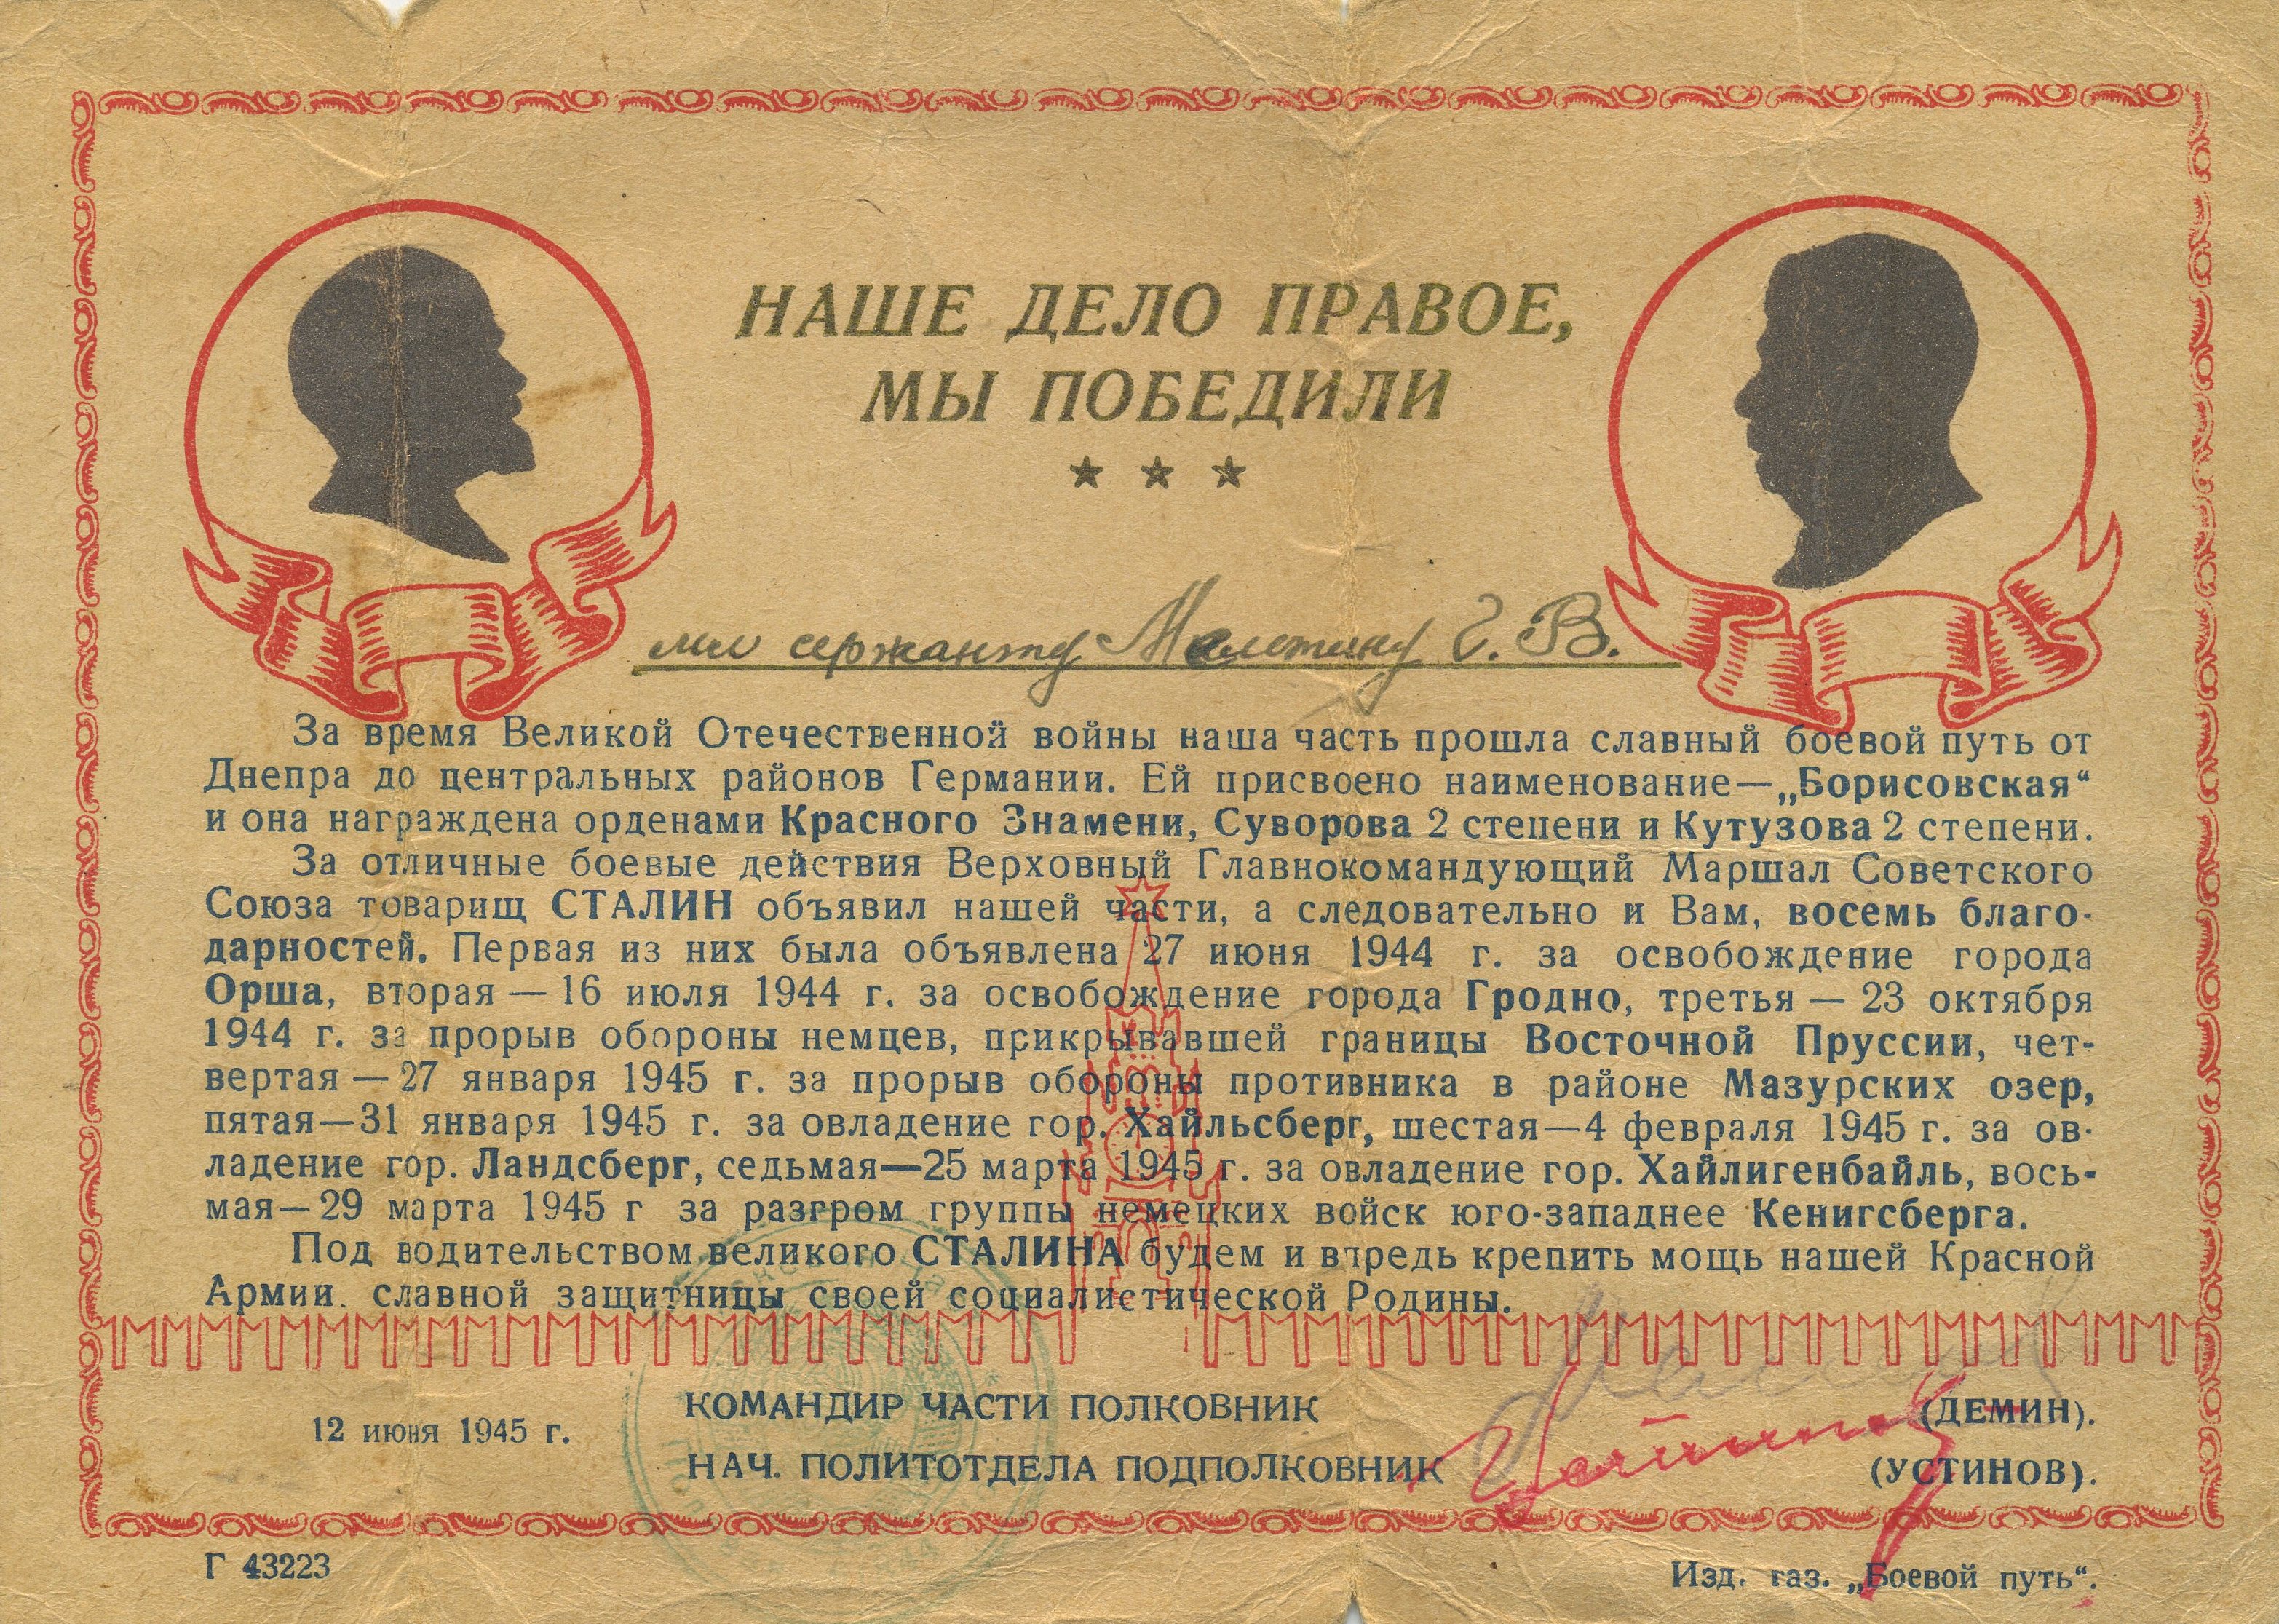 НАШЕ ДЕЛО ПРАВОЕ,
МЫ ПОБЕДИЛИ
мл сержанту Малютину Г. В.
За время Великой Отечественной войны наша часть прошла славный боевой путь от
Днепра до центральных районов Германии. Ей присвоено наименование—„Борисовская“
и она награждена орденами Красного Знамени, Суворова 2 степени и Кутузова 2 степени.
За отличные боевые действия Верховный Главнокомандующий Маршал Советского
Союза товарищ СТАЛИН объявил нашей части, а следовательно и Вам, восемь благо-
дарностей. Первая из них была объявлена 27 июня 1944 г. за освобождение города
Орша, вторая — 16 июля 1944 г. за освобождение города Гродно, третья — 23 октября
1944 г. за прорыв обороны немцев, прикрывавшей границы Восточной Пруссии, чет-
вертая — 27 января 1945 г. за прорыв обороны противника в районе Мазурских озер,
пятая—31 января 1945 г. за овладение гор. Хайльсберг, шестая—4 февраля 1945 г. за ов-
ладение гор. Ландсберг, седьмая—25 марта 1945 г. за овладение гор. Хайлигенбайль, вось-
мая—29 марта 1945 г за разгром группы немецких войск юго-западнее Кенигсберга.
Под водительством великого СТАЛИНА будем и впредь крепить мощь нашей Красной
Армии. славной защитницы своей социалистической Родины.
12 июня 1945 г.
КОМАНДИР ЧАСТИ ПОЛКОВНИК (ДЕМИН).
НАЧ. ПОЛИТОТДЕЛА ПОДПОЛКОВНИК (УСТИНОВ).
Г 43223
Изд. газ. „Боевой путь“.